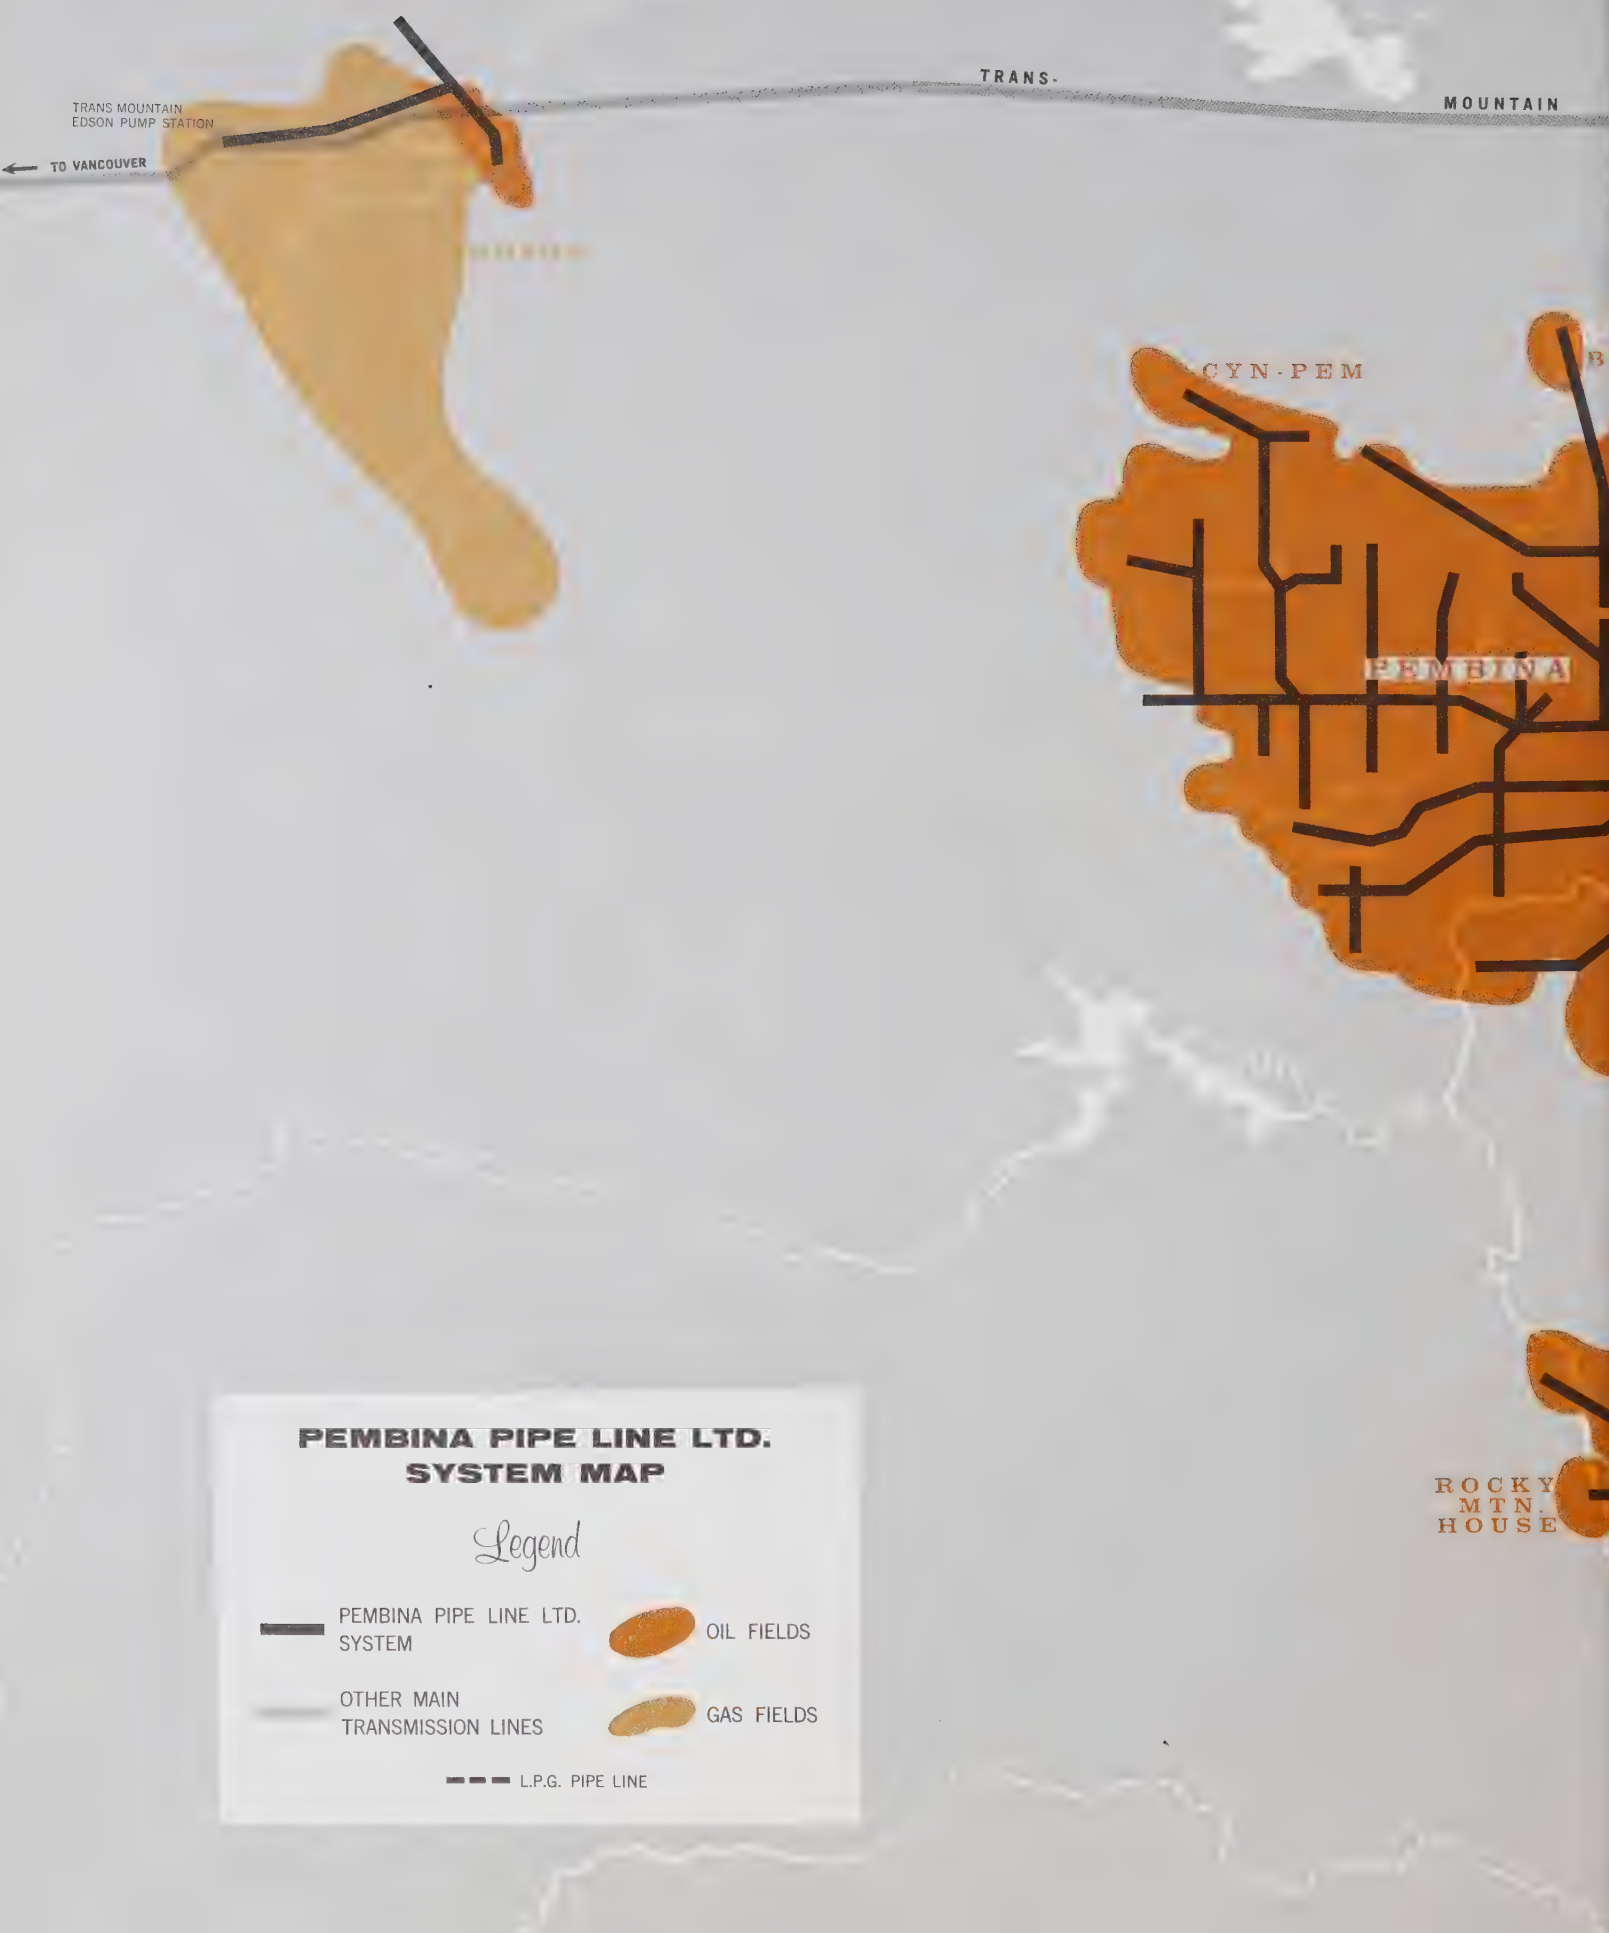 TRANS-
MOUNTAIN
TRANS MOUNTAIN
EDSON PUMP STATION
TO VANCOUVER
CYN-PEM
B
PEMBINA
ROCKY
MTN.
HOUSE
PEMBINA PIPE LINE LTD.
SYSTEM MAP
Legend
PEMBINA PIPE LINE LTD.
SYSTEM
OIL FIELDS
OTHER MAIN
TRANSMISSION LINES
GAS FIELDS
L.P.G. PIPE LINE